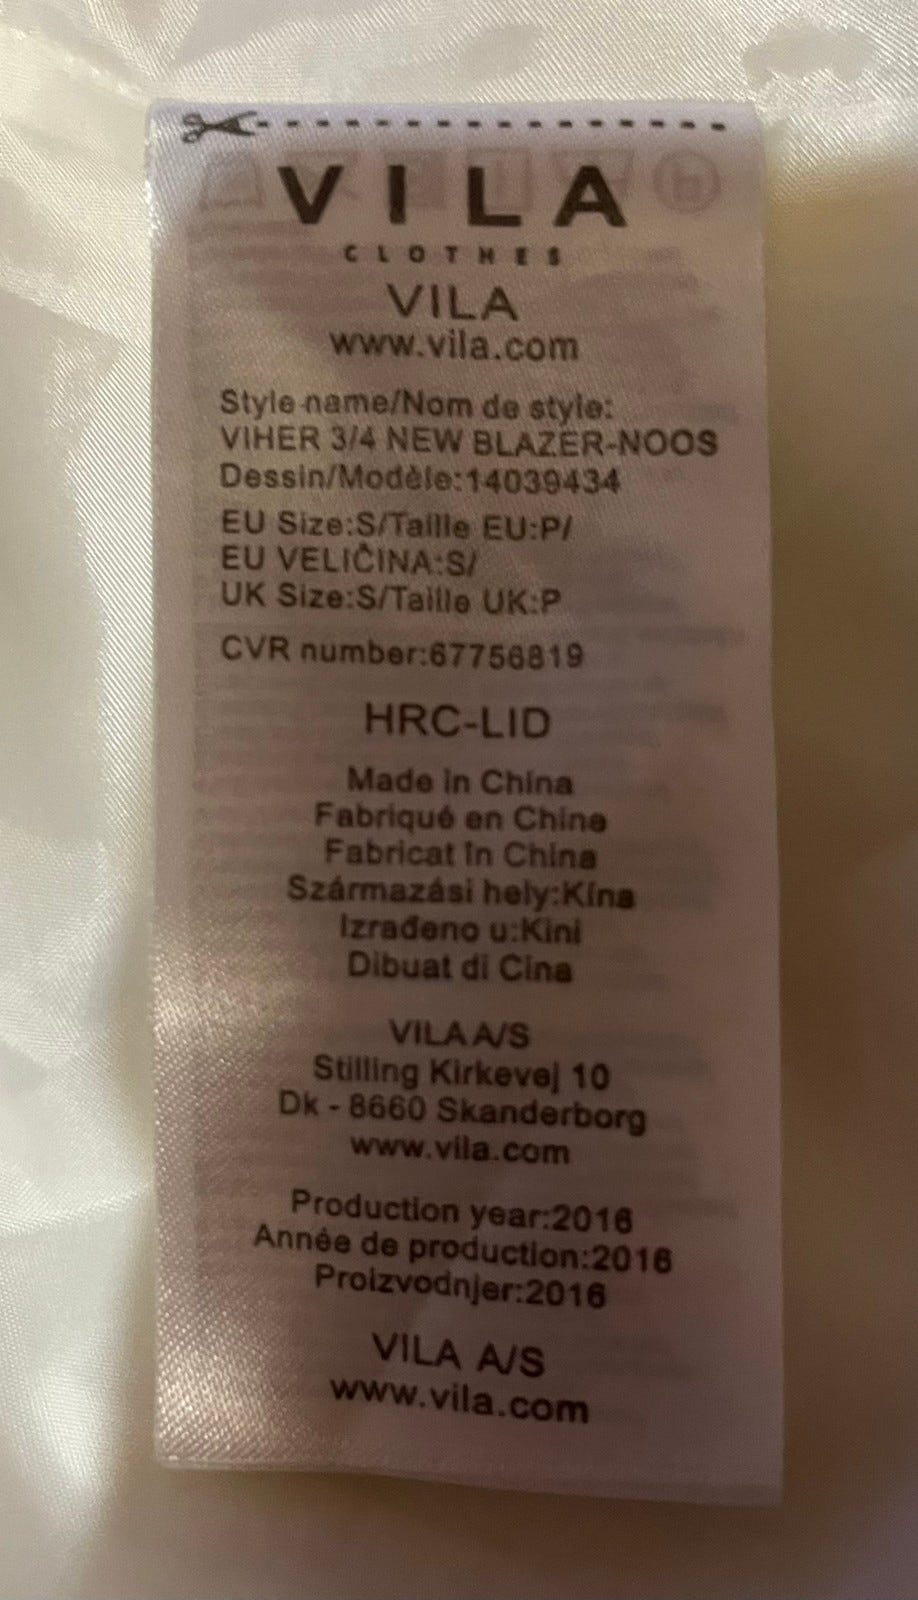 VILA
CLOTHES
VILA
www.vila.com
Style name/Nom de style:
VIHER 3/4 NEW BLAZER-NOOS
Dessin/Modèle:14039434
EU Size:S/Taille EU:P/
EU VELIČINA:S/
UK Size:S/Taille UK:P
CVR number:67756819
HRC-LID
Made in China
Fabriqué en Chine
Fabricat în China
Származási hely:Kína
Izrađeno u:Kini
Dibuat di Cina
VILA A/S
Stilling Kirkevej 10
Dk - 8660 Skanderborg
www.vila.com
Production year:2016
Année de production:2016
Proizvodnjer:2016
VILA A/S
www.vila.com